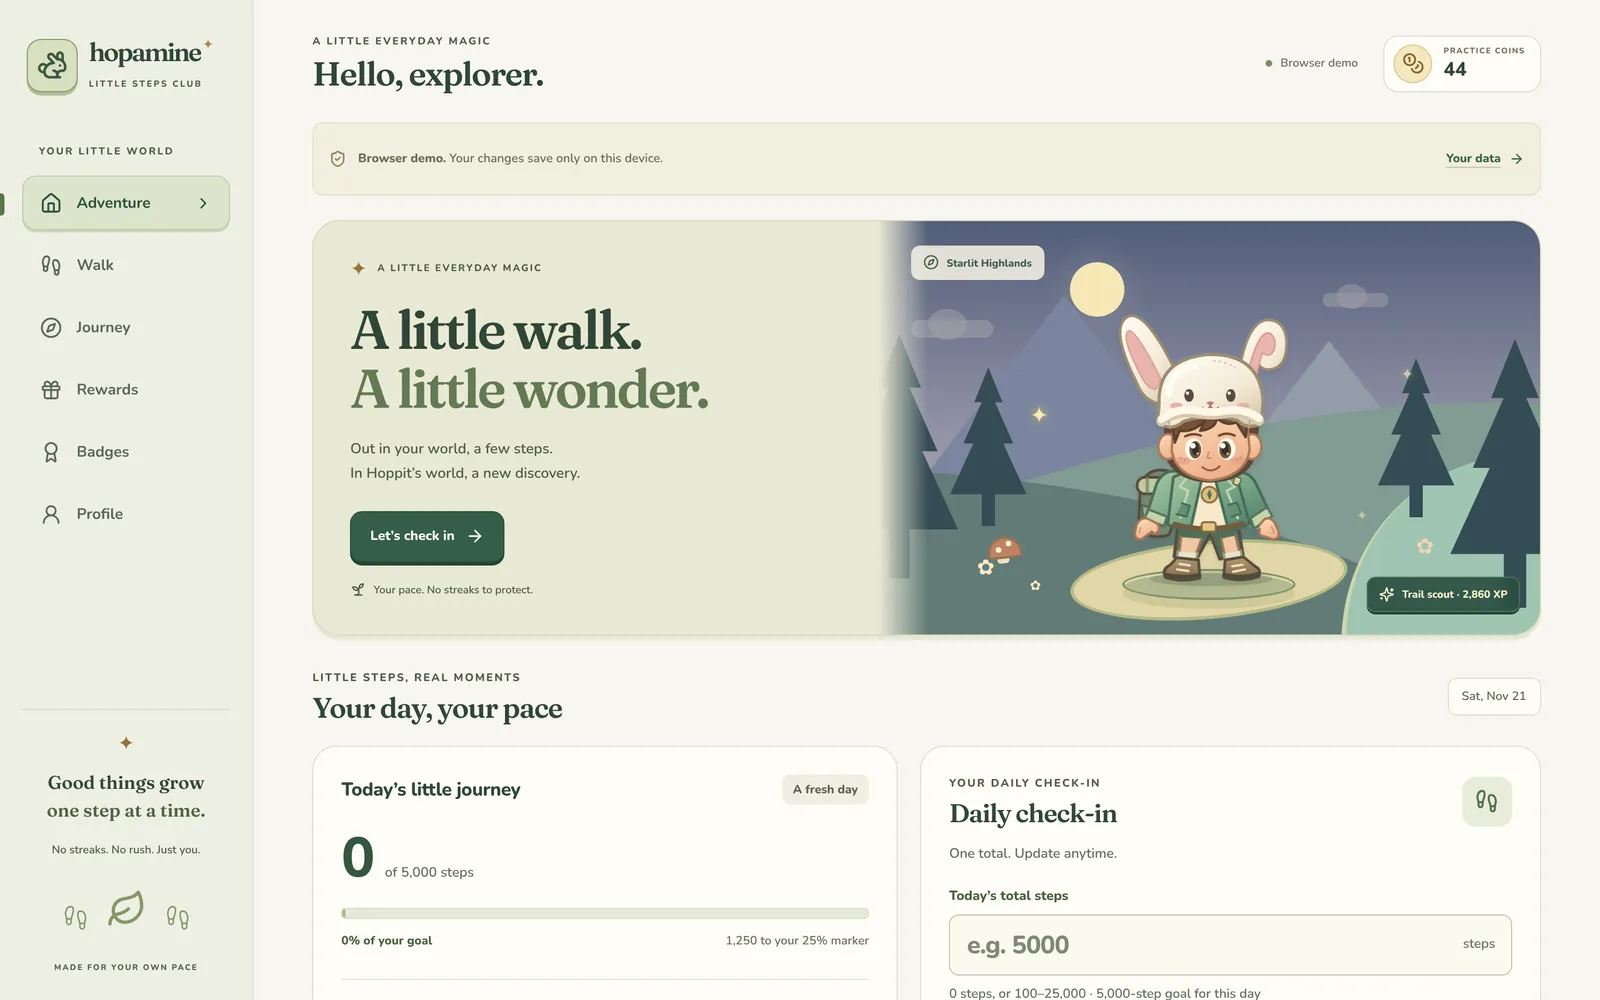 hopamine
LITTLE STEPS CLUB
YOUR LITTLE WORLD
Adventure
Walk
Journey
Rewards
Badges
Profile
Good things grow
one step at a time.
No streaks. No rush. Just you.
MADE FOR YOUR OWN PACE
A LITTLE EVERYDAY MAGIC
Hello, explorer.
Browser demo
PRACTICE COINS
44
Browser demo. Your changes save only on this device.
Your data
A LITTLE EVERYDAY MAGIC
A little walk.
A little wonder.
Out in your world, a few steps.
In Hoppit’s world, a new discovery.
Let’s check in
Your pace. No streaks to protect.
Starlit Highlands
Trail scout · 2,860 XP
LITTLE STEPS, REAL MOMENTS
Your day, your pace
Sat, Nov 21
Today’s little journey
A fresh day
0 of 5,000 steps
0% of your goal
1,250 to your 25% marker
YOUR DAILY CHECK-IN
Daily check-in
One total. Update anytime.
Today’s total steps
e.g. 5000
steps
0 steps, or 100–25,000 · 5,000-step goal for this day